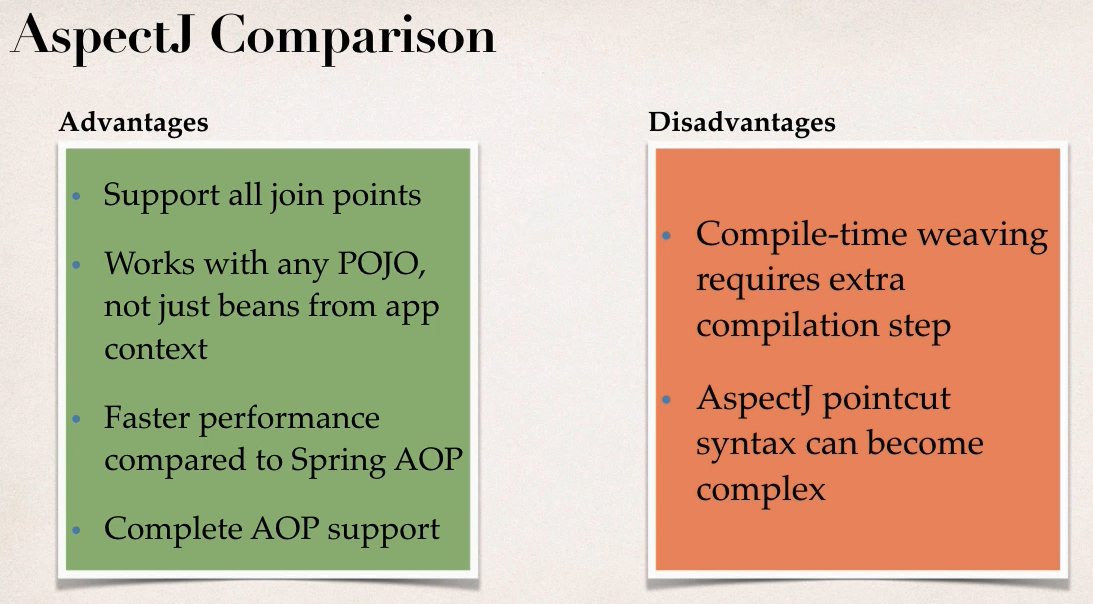 AspectJ Comparison
Advantages
• Support all join points
• Works with any POJO,
not just beans from app
context
• Faster performance
compared to Spring AOP
• Complete AOP support
Disadvantages
• Compile-time weaving
requires extra
compilation step
• AspectJ pointcut
syntax can become
complex